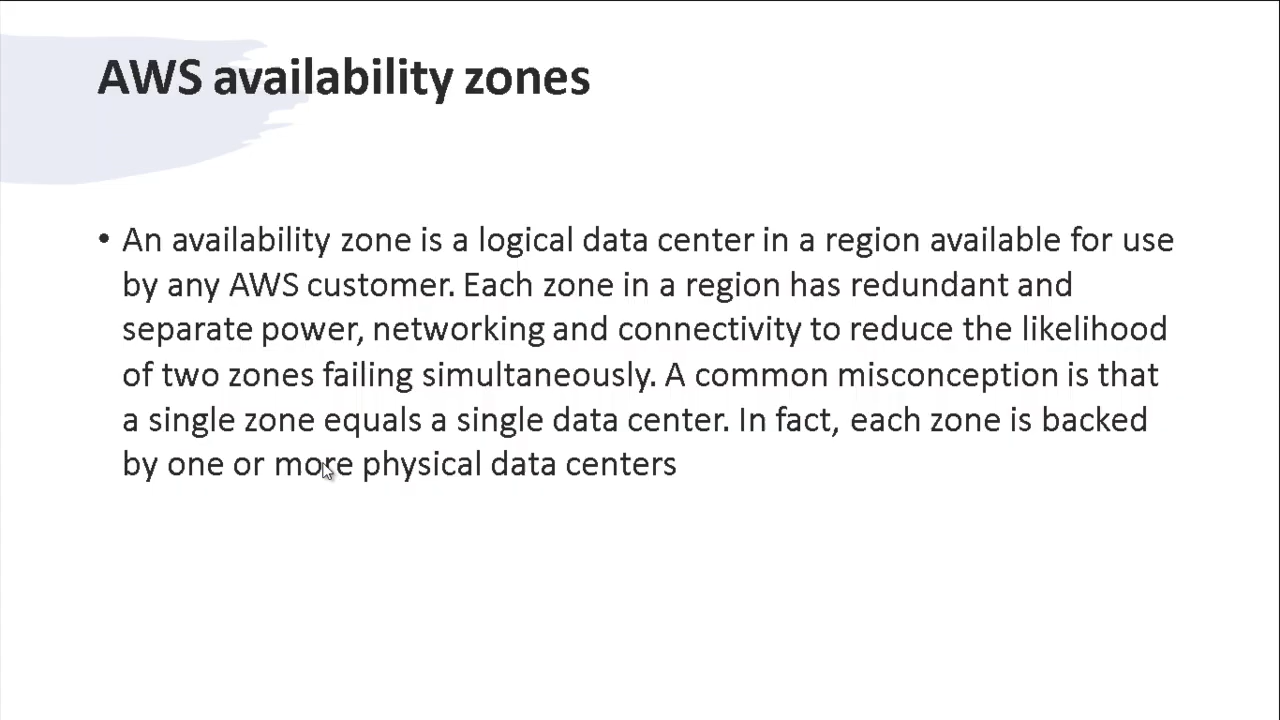 AWS availability zones
• An availability zone is a logical data center in a region available for use
by any AWS customer. Each zone in a region has redundant and
separate power, networking and connectivity to reduce the likelihood
of two zones failing simultaneously. A common misconception is that
a single zone equals a single data center. In fact, each zone is backed
by one or more physical data centers